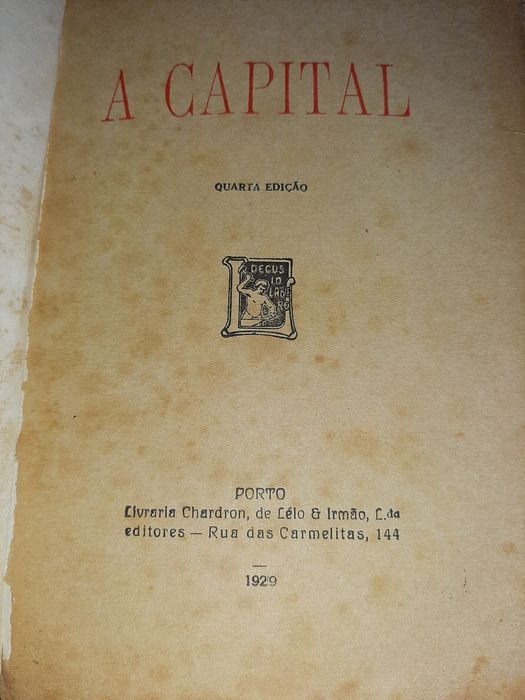 A CAPITAL
QUARTA EDIÇÃO
DECUS
IN
LABORE
PORTO
Livraria Chardron, de Lélo & Irmão, L.da
editores — Rua das Carmelitas, 144
1929